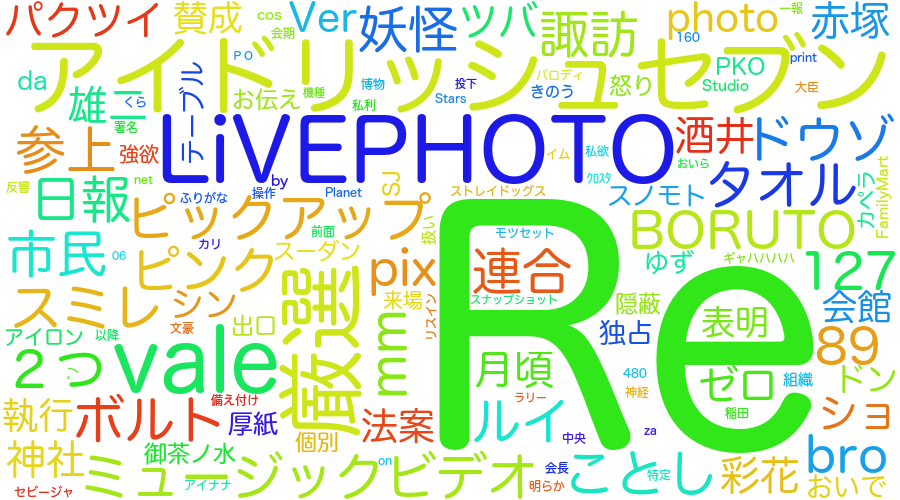 パクツイ 賛成 cos Ver 妖怪 ツバ 諏訪 photo 一報 赤塚
会期
アイドリッシュセブン
PO 160 print
da 雄二 くら テーブル お伝え 機種 博物 投下 パロディ きのう 怒り PKO 大臣
私利 Stars Studio
参上 署名 強欲 LiVEPHOTO イム 私欲 酒井 ドウゾ
おいら
反響 net by SJ クロスタ タオル
日報 ふりがな 操作 Planet ストレイドッグス スノモト カペラ FamilyMart
ピックアップ 前面 扱い モツセット BORUTO
市民 06 カリ スーダン Re ゆず ギャハハハハ 127
ピンク 厳選 pix 連合
スミレ シン 来場 スナップショット 隠蔽 表明 会館
アイロン 以降 文豪 出口 リスイン 独占 89
2つ vale mm 月頃 480 ゼロ 組織 ドン
備え付け ラリー 神経
執行 ボルト 厚紙 法案 ルイ 稲田 ショ
神社 御茶ノ水 個別 中央 za bro
ミュージックビデオ on 会長 ことし 特定 彩花 おいで
セビージャ アイナナ 明らか